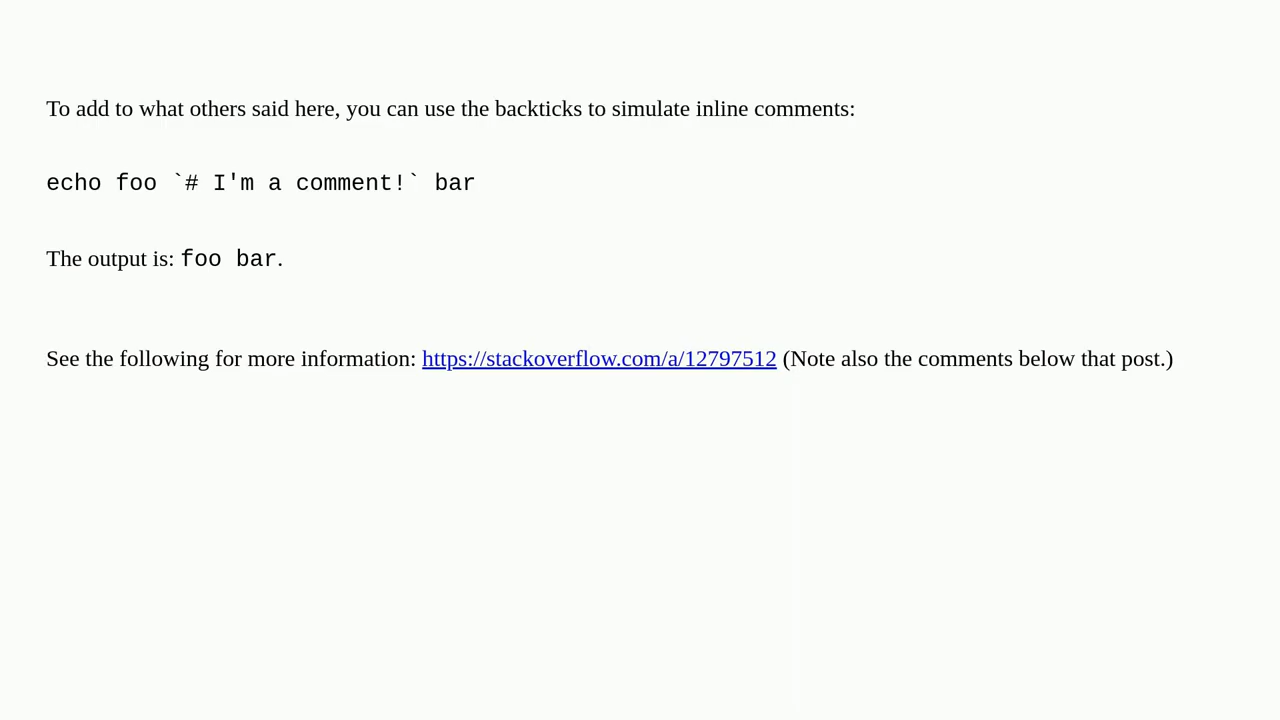 To add to what others said here, you can use the backticks to simulate inline comments:
echo foo `# I'm a comment!` bar
The output is: foo bar.
See the following for more information: https://stackoverflow.com/a/12797512 (Note also the comments below that post.)